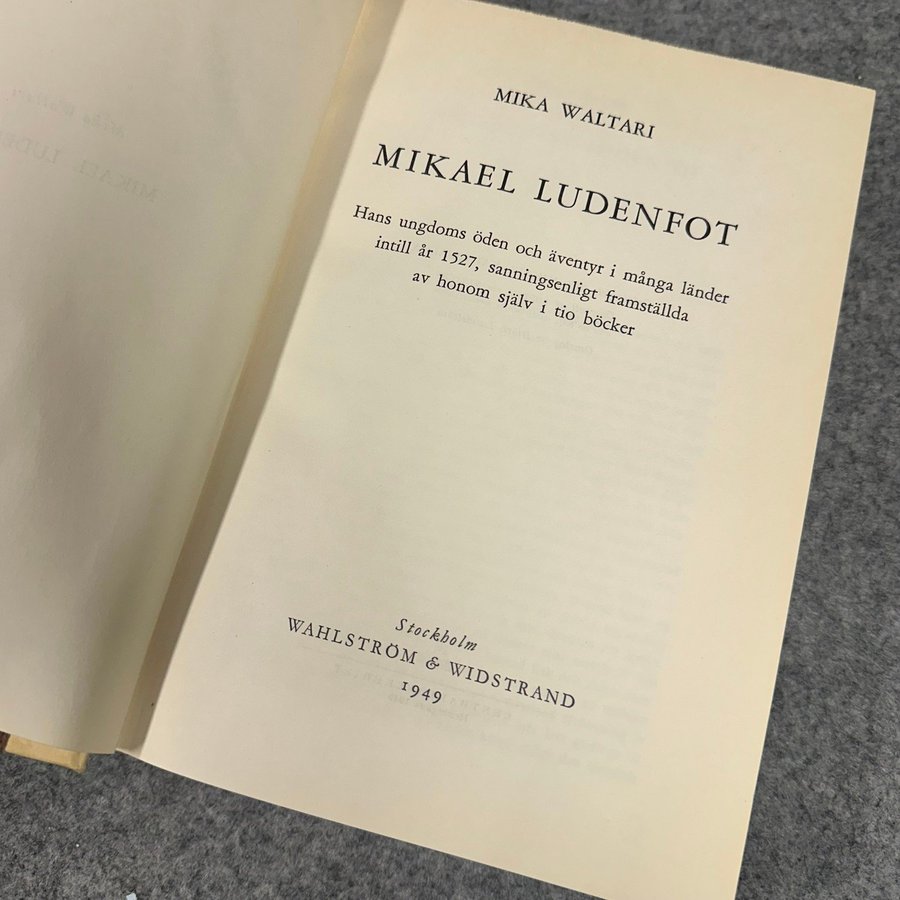 MIKA WALTARI
MIKAEL LUDENFOT
Hans ungdoms öden och äventyr i många länder
intill år 1527, sanningsenligt framställda
av honom själv i tio böcker
Stockholm
WAHLSTRÖM & WIDSTRAND
1949